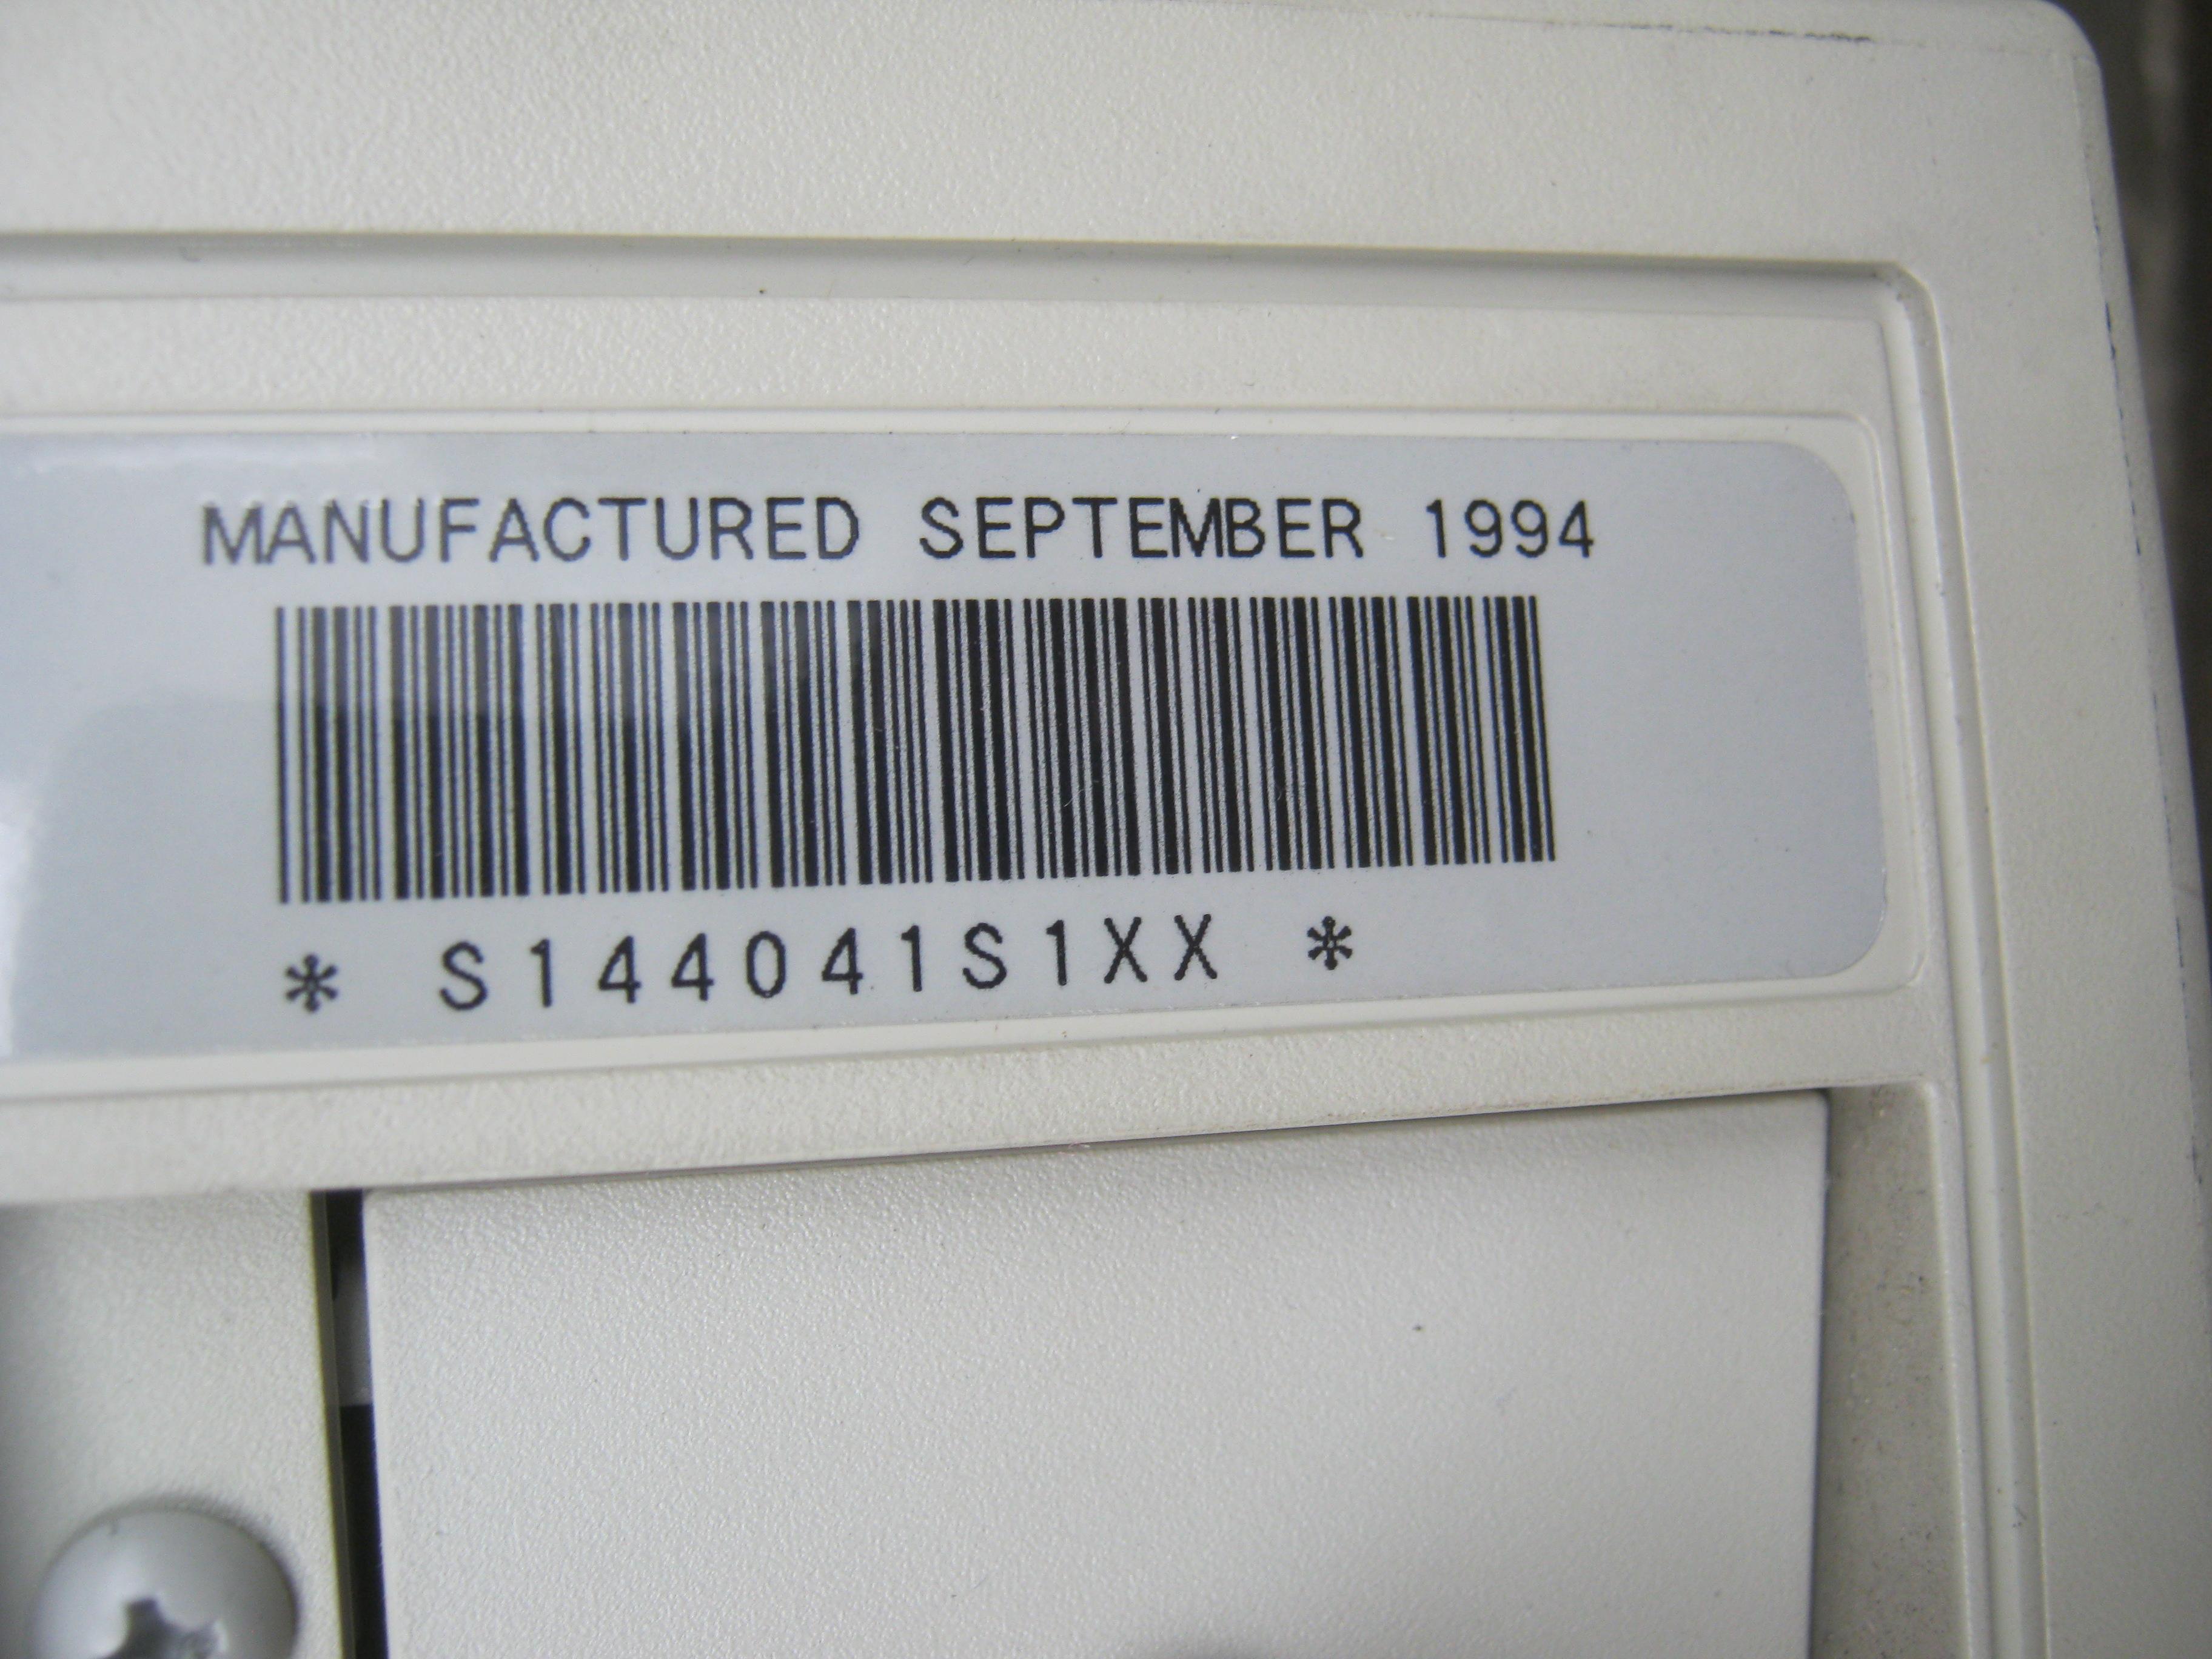 MANUFACTURED SEPTEMBER 1994
* S144041S1XX *